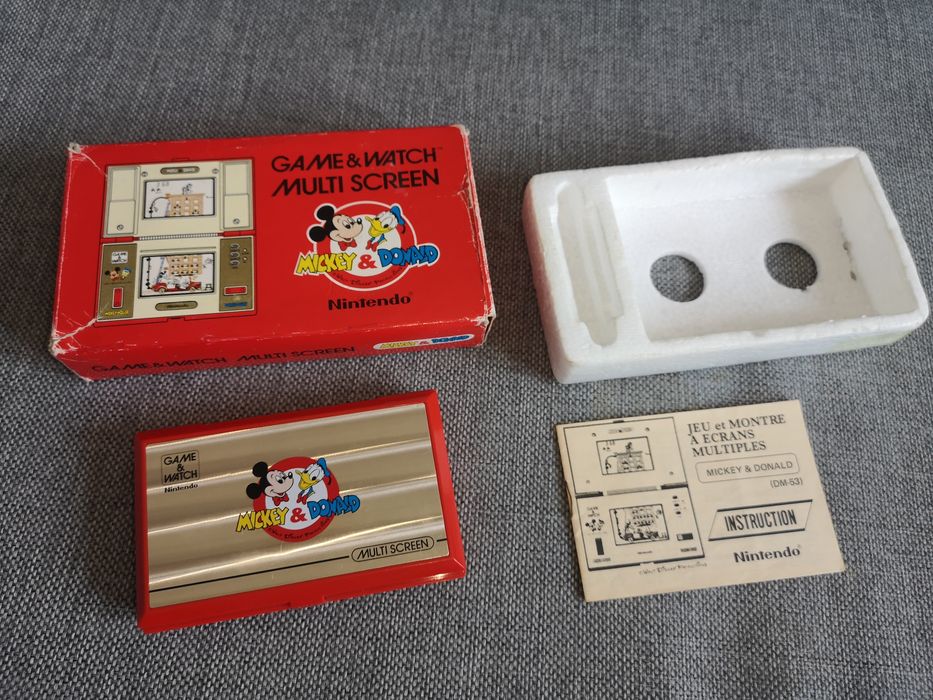 GAME & WATCH™
MULTI SCREEN
MICKEY & DONALD
Nintendo®
GAME & WATCH MULTI SCREEN
MICKEY & DONALD
GAME
&
WATCH
Nintendo
MICKEY & DONALD
MULTI SCREEN
JEU et MONTRE
À ECRANS
MULTIPLES
MICKEY & DONALD
(DM-53)
INSTRUCTION
Nintendo®